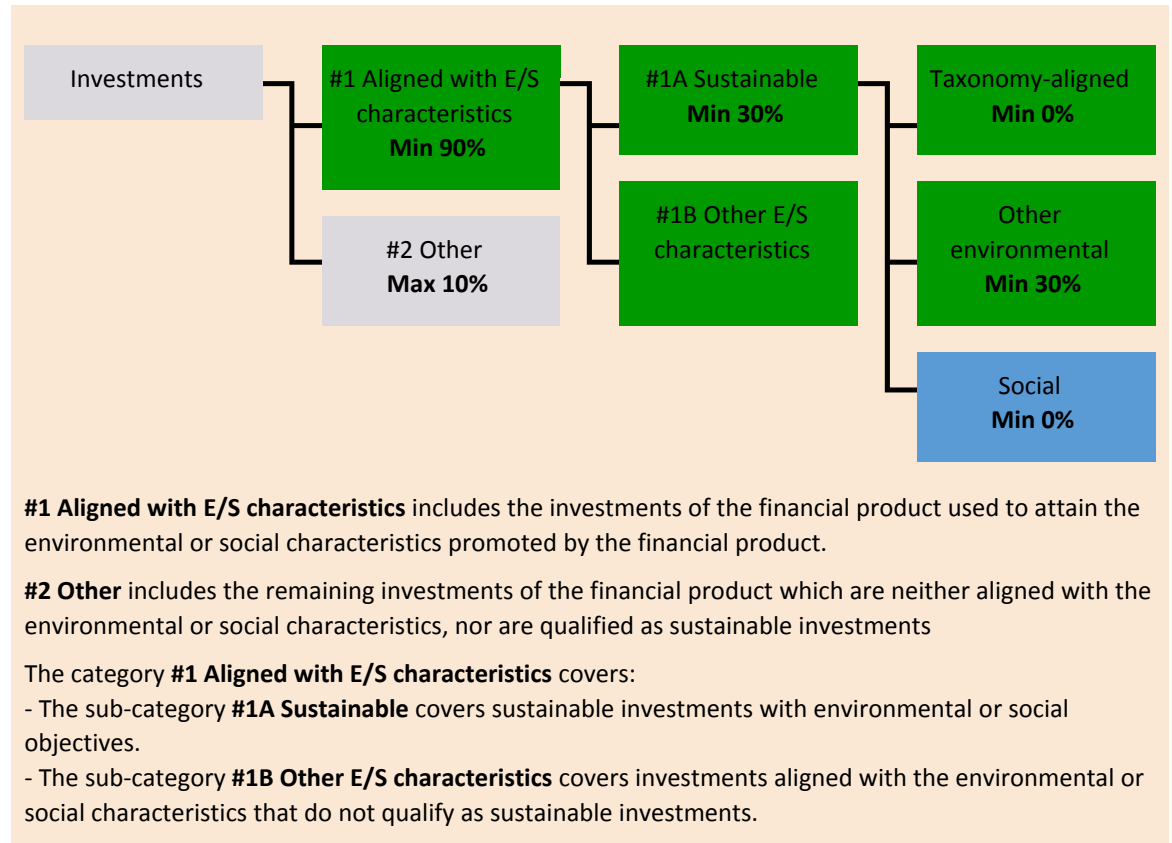 Investments
#1 Aligned with E/S
characteristics
Min 90%
#2 Other
Max 10%
#1A Sustainable
Min 30%
#1B Other E/S
characteristics
Taxonomy-aligned
Min 0%
Other
environmental
Min 30%
Social
Min 0%
#1 Aligned with E/S characteristics includes the investments of the financial product used to attain the
environmental or social characteristics promoted by the financial product.
#2 Other includes the remaining investments of the financial product which are neither aligned with the
environmental or social characteristics, nor are qualified as sustainable investments
The category #1 Aligned with E/S characteristics covers:
- The sub-category #1A Sustainable covers sustainable investments with environmental or social
objectives.
- The sub-category #1B Other E/S characteristics covers investments aligned with the environmental or
social characteristics that do not qualify as sustainable investments.